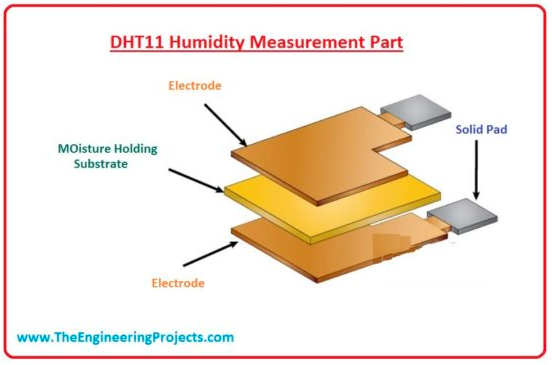 DHT11 Humidity Measurement Part
Electrode
MOisture Holding
Substrate
Solid Pad
Electrode
www.TheEngineeringProjects.com